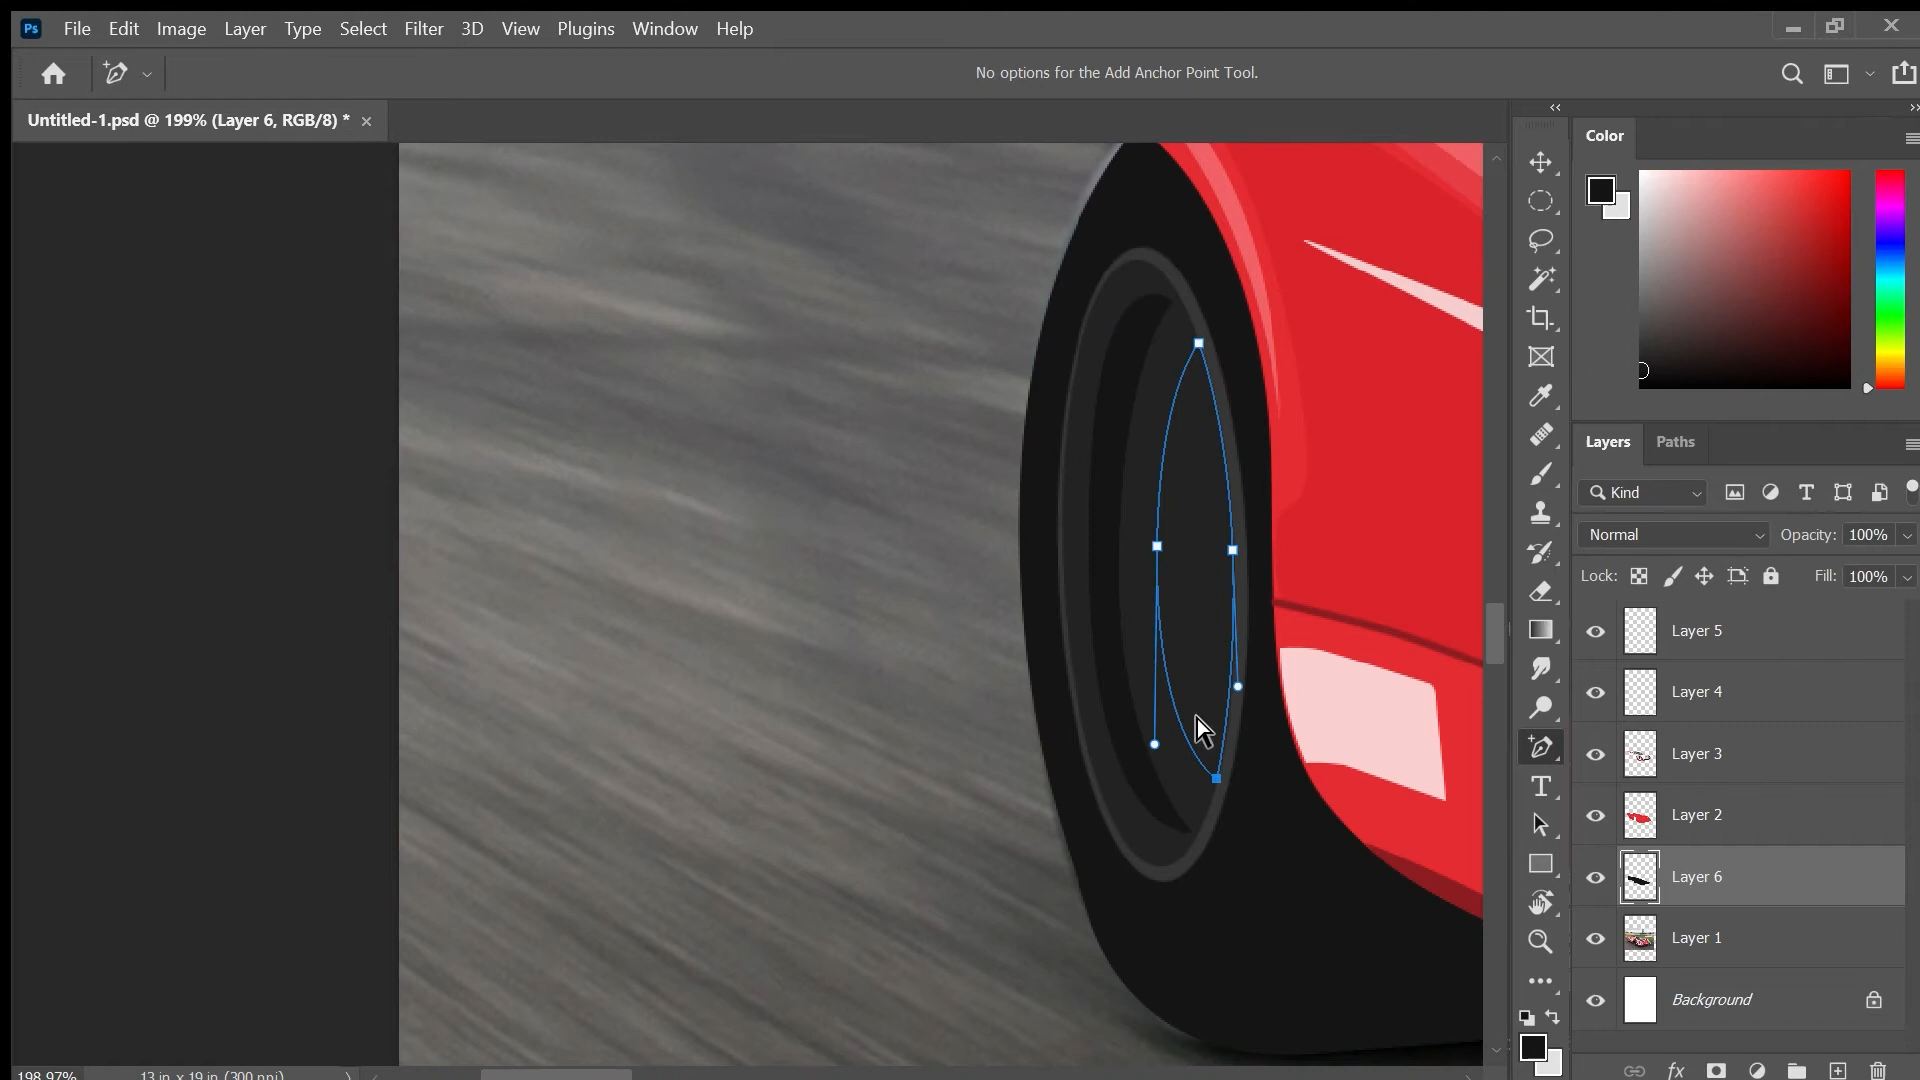 Ps File Edit Image Layer Type Select Filter 3D View Plugins Window Help
No options for the Add Anchor Point Tool.
Untitled-1.psd @ 199% (Layer 6, RGB/8) *
Color
Layers Paths
Kind
Normal Opacity: 100%
Lock: Fill: 100%
Layer 5
Layer 4
Layer 3
Layer 2
Layer 6
Layer 1
Background
198.97% 13 in x 19 in (300 ppi)